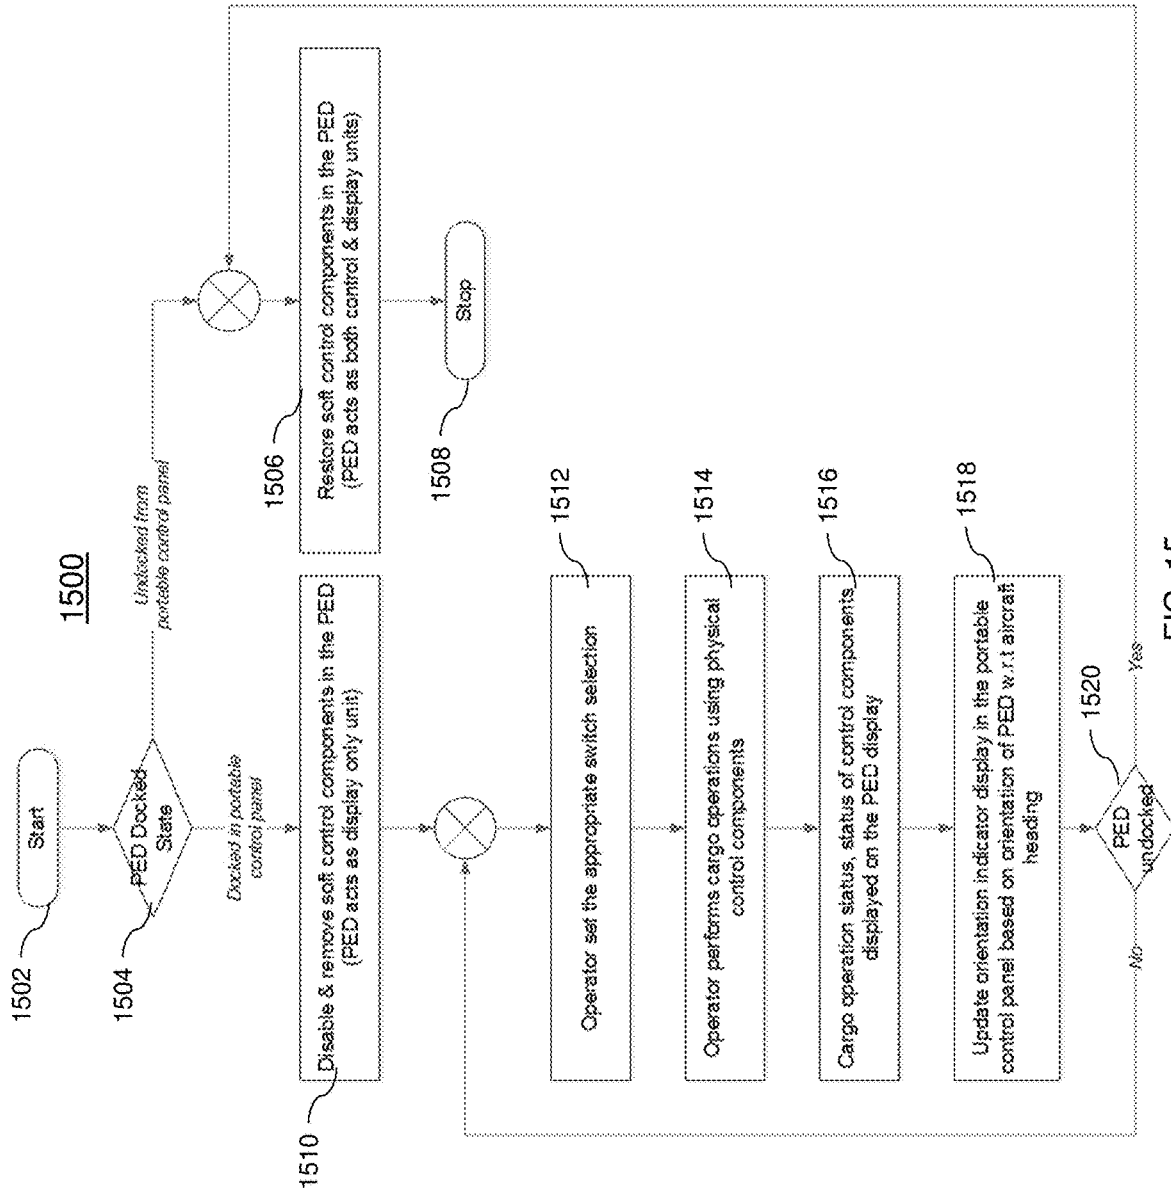 1500
1502
Start
1504
PED Docked
State
Undocked from
portable control panel
Docked in portable
control panel
1506
Restore soft control components in the PED
(PED acts as both control & display units)
1508
Stop
1510
Disable & remove soft control components in the PED
(PED acts as display only unit)
1512
Operator set the appropriate switch selection
1514
Operator performs cargo operations using physical
control components
1516
Cargo operation status, status of control components
displayed on the PED display
1518
Update orientation indicator display in the portable
control panel based on orientation of PED w.r.t aircraft
heading
1520
PED
undocked
No
Yes
FIG. 15